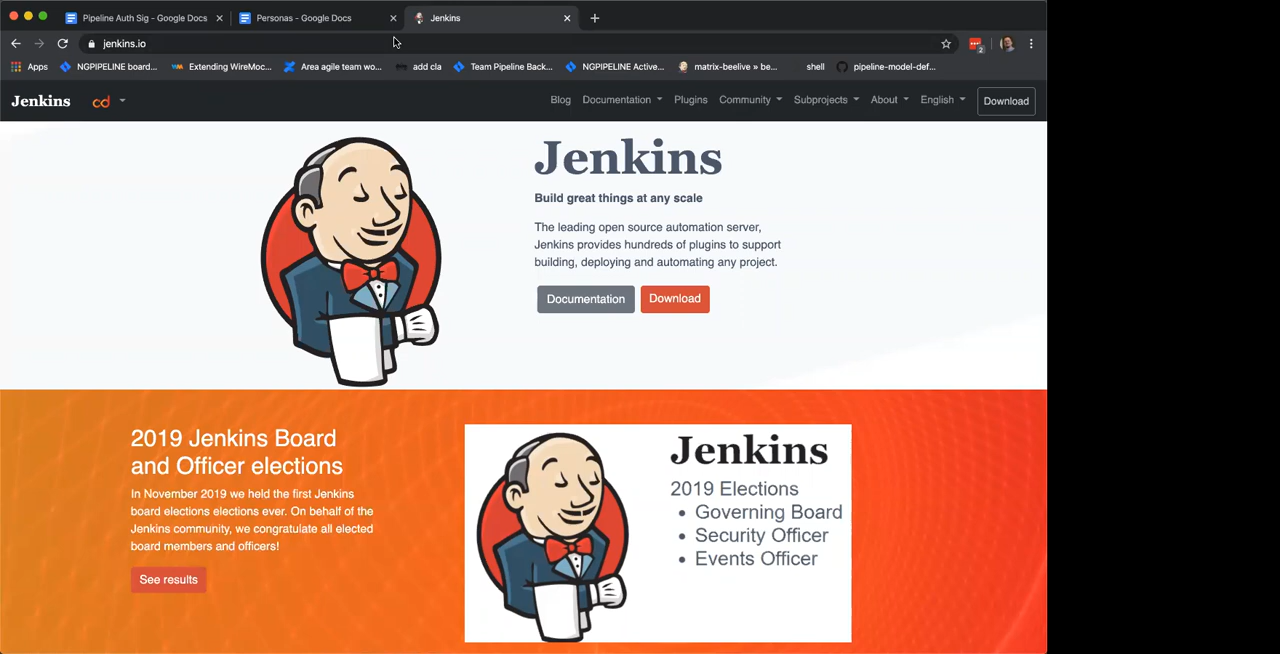 Pipeline Auth Sig - Google Docs
Personas - Google Docs
Jenkins
jenkins.io
2
Apps
NGPIPELINE board...
Extending WireMoc...
Area agile team wo...
add cla
Team Pipeline Back...
NGPIPELINE Active...
matrix-beelive » be...
shell
pipeline-model-def...
Jenkins
cd
Blog
Documentation
Plugins
Community
Subprojects
About
English
Download
Jenkins
Build great things at any scale
The leading open source automation server,
Jenkins provides hundreds of plugins to support
building, deploying and automating any project.
Documentation
Download
2019 Jenkins Board
and Officer elections
In November 2019 we held the first Jenkins
board elections elections ever. On behalf of the
Jenkins community, we congratulate all elected
board members and officers!
See results
Jenkins
2019 Elections
• Governing Board
• Security Officer
• Events Officer